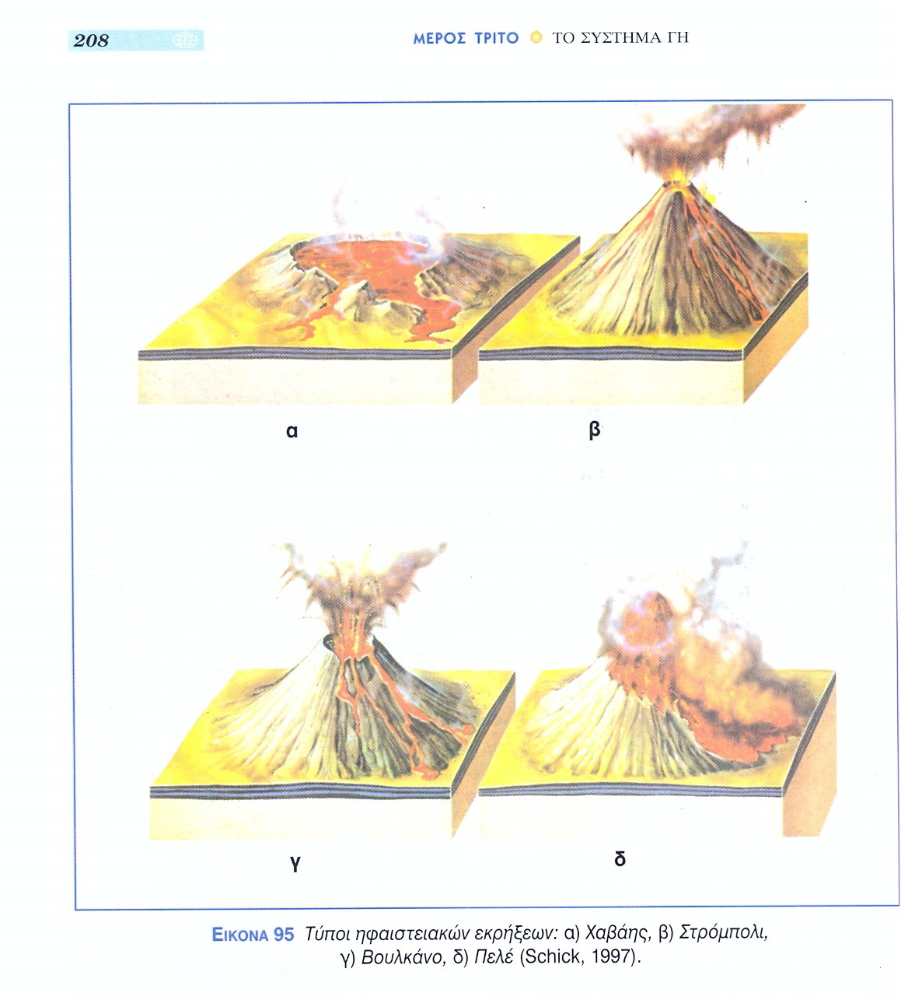 208
ΜΕΡΟΣ ΤΡΙΤΟ ΤΟ ΣΥΣΤΗΜΑ ΓΗ
α
β
γ
δ
ΕΙΚΟΝΑ 95 Τύποι ηφαιστειακών εκρήξεων: α) Χαβάης, β) Στρόμπολι,
γ) Βουλκάνο, δ) Πελέ (Schick, 1997).